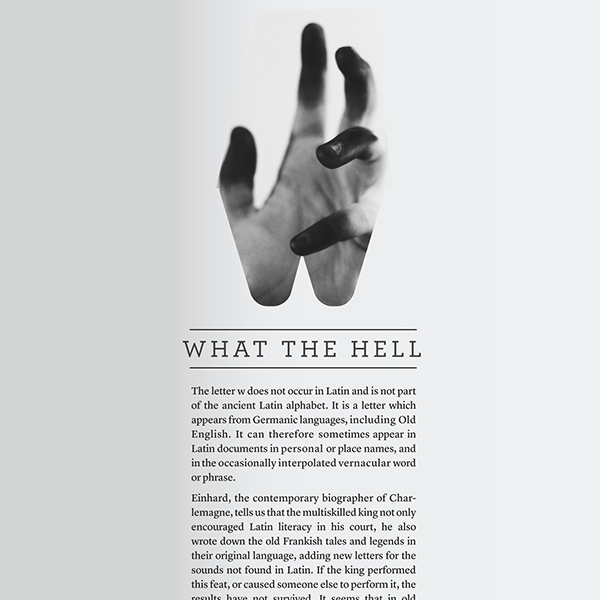 WHAT THE HELL
The letter w does not occur in Latin and is not part
of the ancient Latin alphabet. It is a letter which
appears from Germanic languages, including Old
English. It can therefore sometimes appear in
Latin documents in personal or place names, and
in the occasionally interpolated vernacular word
or phrase.
Einhard, the contemporary biographer of Char-
lemagne, tells us that the multiskilled king not only
encouraged Latin literacy in his court, he also
wrote down the old Frankish tales and legends in
their original language, adding new letters for the
sounds not found in Latin. If the king performed
this feat, or caused someone else to perform it, the
results have not survived. It seems that in old